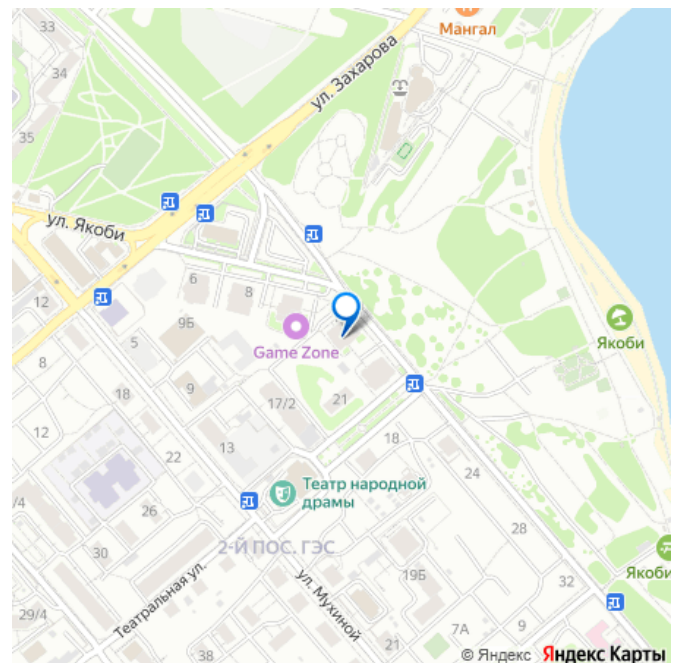 33
Мангал
34
ул. Захарова
35
ул. Якоби
6
8
12
9Б
Якоби
5
Game Zone
8
18
9
17/2
21
12
13
18
22
24
Театр народной
драмы
/4
26
28
2-Й ПОС. ГЭС
30
Якоби
Театральная ул.
ул. Мухиной
19Б
32
29/4
7А
9
21
38
© Яндекс Яндекс Карты